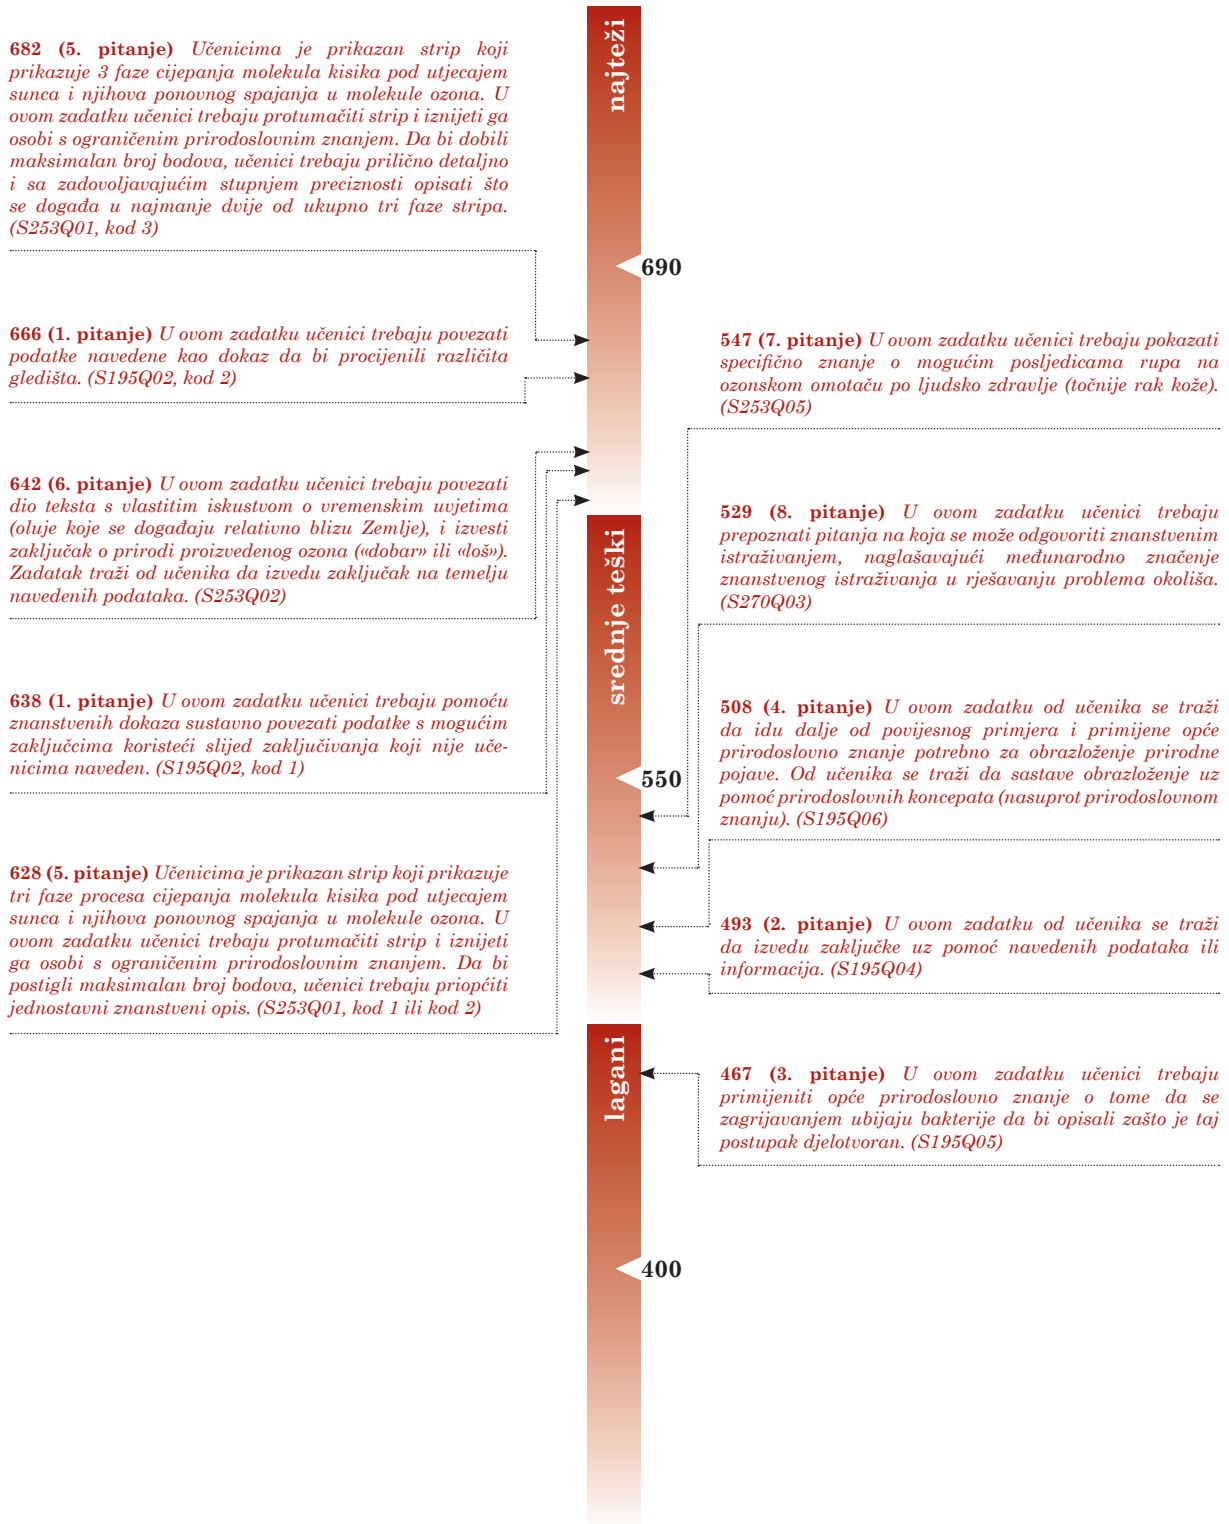 682 (5. pitanje) Učenicima je prikazan strip koji
prikazuje 3 faze cijepanja molekula kisika pod utjecajem
sunca i njihova ponovnog spajanja u molekule ozona. U
ovom zadatku učenici trebaju protumačiti strip i iznijeti ga
osobi s ograničenim prirodoslovnim znanjem. Da bi dobili
maksimalan broj bodova, učenici trebaju prilično detaljno
i sa zadovoljavajućim stupnjem preciznosti opisati što
se događa u najmanje dvije od ukupno tri faze stripa.
(S253Q01, kod 3)
666 (1. pitanje) U ovom zadatku učenici trebaju povezati
podatke navedene kao dokaz da bi procijenili različita
gledišta. (S195Q02, kod 2)
642 (6. pitanje) U ovom zadatku učenici trebaju povezati
dio teksta s vlastitim iskustvom o vremenskim uvjetima
(oluje koje se događaju relativno blizu Zemlje), i izvesti
zaključak o prirodi proizvedenog ozona («dobar» ili «loš»).
Zadatak traži od učenika da izvedu zaključak na temelju
navedenih podataka. (S253Q02)
638 (1. pitanje) U ovom zadatku učenici trebaju pomoću
znanstvenih dokaza sustavno povezati podatke s mogućim
zaključcima koristeći slijed zaključivanja koji nije uče-
nicima naveden. (S195Q02, kod 1)
628 (5. pitanje) Učenicima je prikazan strip koji prikazuje
tri faze procesa cijepanja molekula kisika pod utjecajem
sunca i njihova ponovnog spajanja u molekule ozona. U
ovom zadatku učenici trebaju protumačiti strip i iznijeti
ga osobi s ograničenim prirodoslovnim znanjem. Da bi
postigli maksimalan broj bodova, učenici trebaju priopćiti
jednostavni znanstveni opis. (S253Q01, kod 1 ili kod 2)
najteži
690
srednje teški
550
lagani
400
547 (7. pitanje) U ovom zadatku učenici trebaju pokazati
specifično znanje o mogućim posljedicama rupa na
ozonskom omotaču po ljudsko zdravlje (točnije rak kože).
(S253Q05)
529 (8. pitanje) U ovom zadatku učenici trebaju
prepoznati pitanja na koja se može odgovoriti znanstvenim
istraživanjem, naglašavajući međunarodno značenje
znanstvenog istraživanja u rješavanju problema okoliša.
(S270Q03)
508 (4. pitanje) U ovom zadatku od učenika se traži
da idu dalje od povijesnog primjera i primijene opće
prirodoslovno znanje potrebno za obrazloženje prirodne
pojave. Od učenika se traži da sastave obrazloženje uz
pomoć prirodoslovnih koncepata (nasuprot prirodoslovnom
znanju). (S195Q06)
493 (2. pitanje) U ovom zadatku od učenika se traži
da izvedu zaključke uz pomoć navedenih podataka ili
informacija. (S195Q04)
467 (3. pitanje) U ovom zadatku učenici trebaju
primijeniti opće prirodoslovno znanje o tome da se
zagrijavanjem ubijaju bakterije da bi opisali zašto je taj
postupak djelotvoran. (S195Q05)